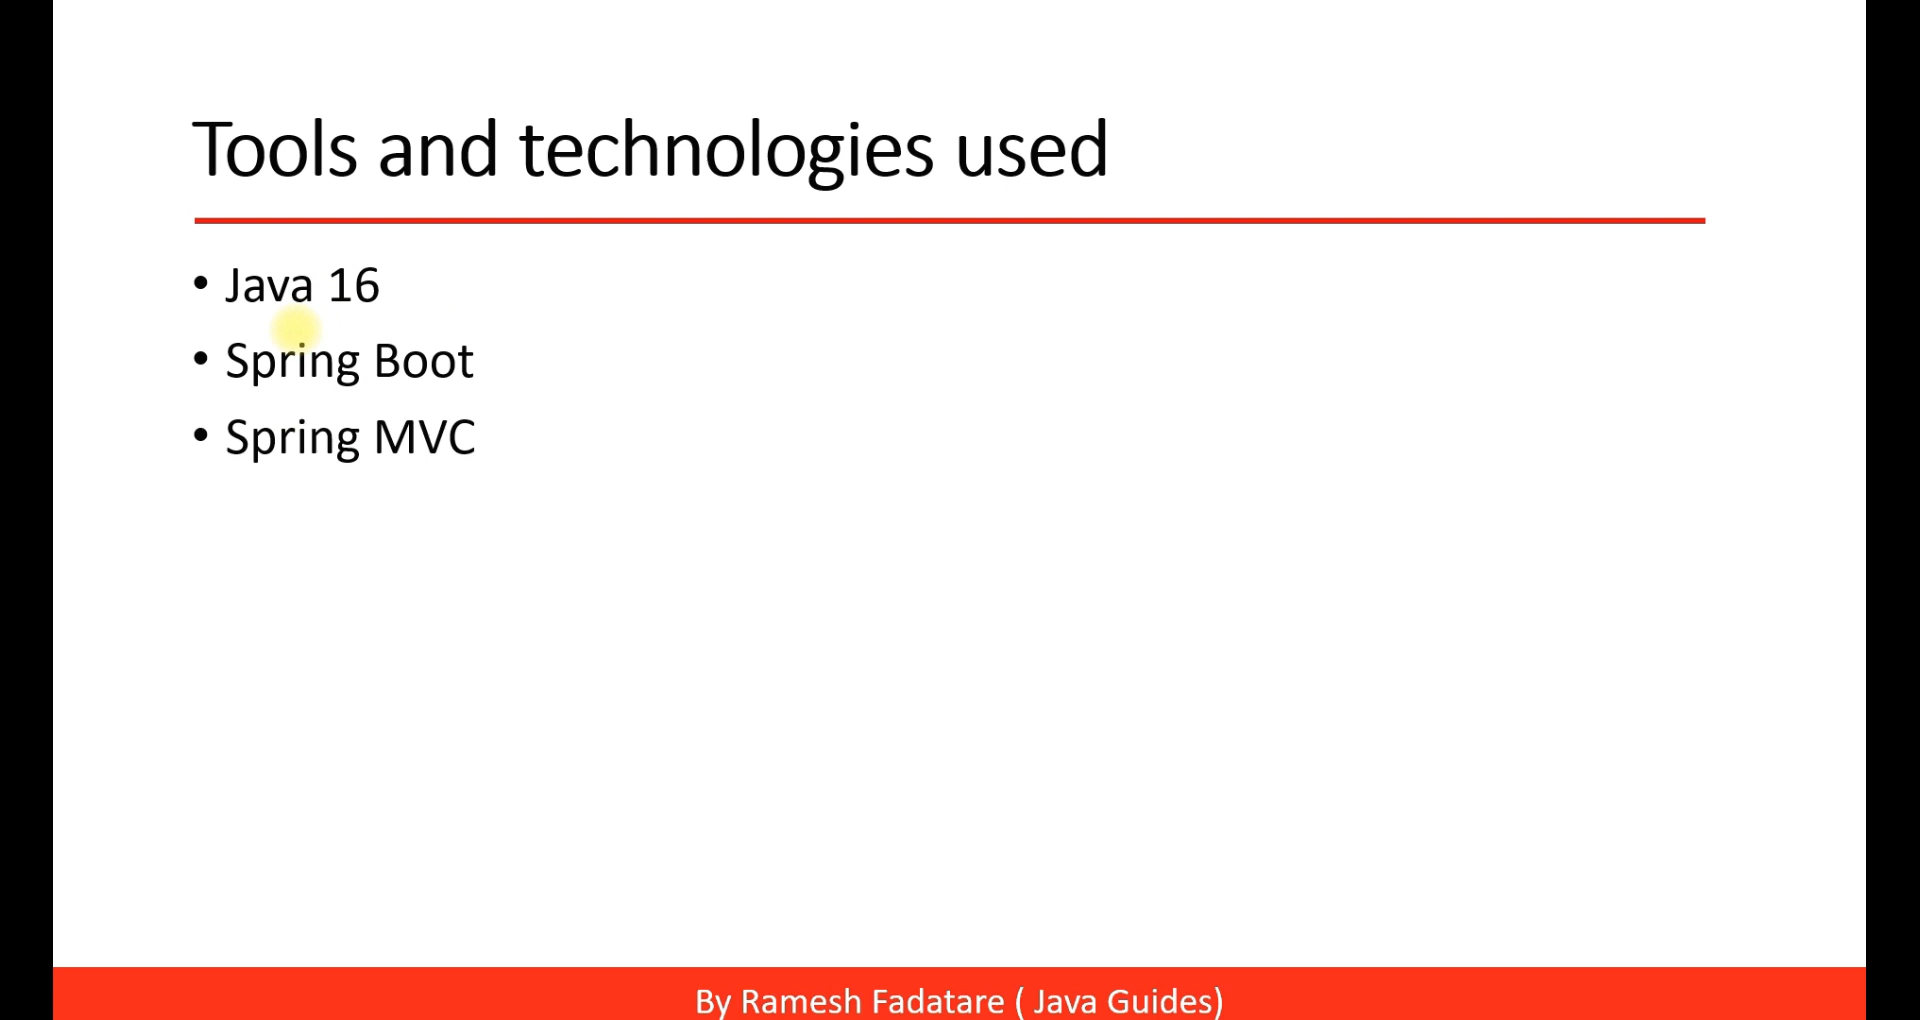 Tools and technologies used
• Java 16
• Spring Boot
• Spring MVC
By Ramesh Fadatare ( Java Guides)